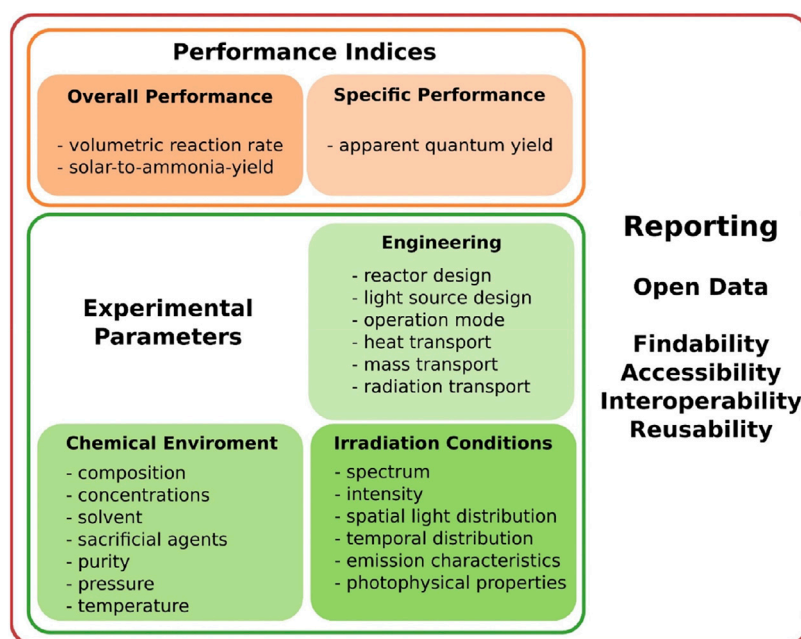 Performance Indices
Overall Performance
- volumetric reaction rate
- solar-to-ammonia-yield
Specific Performance
- apparent quantum yield
Experimental
Parameters
Engineering
- reactor design
- light source design
- operation mode
- heat transport
- mass transport
- radiation transport
Chemical Enviroment
- composition
- concentrations
- solvent
- sacrificial agents
- purity
- pressure
- temperature
Irradiation Conditions
- spectrum
- intensity
- spatial light distribution
- temporal distribution
- emission characteristics
- photophysical properties
Reporting
Open Data
Findability
Accessibility
Interoperability
Reusability